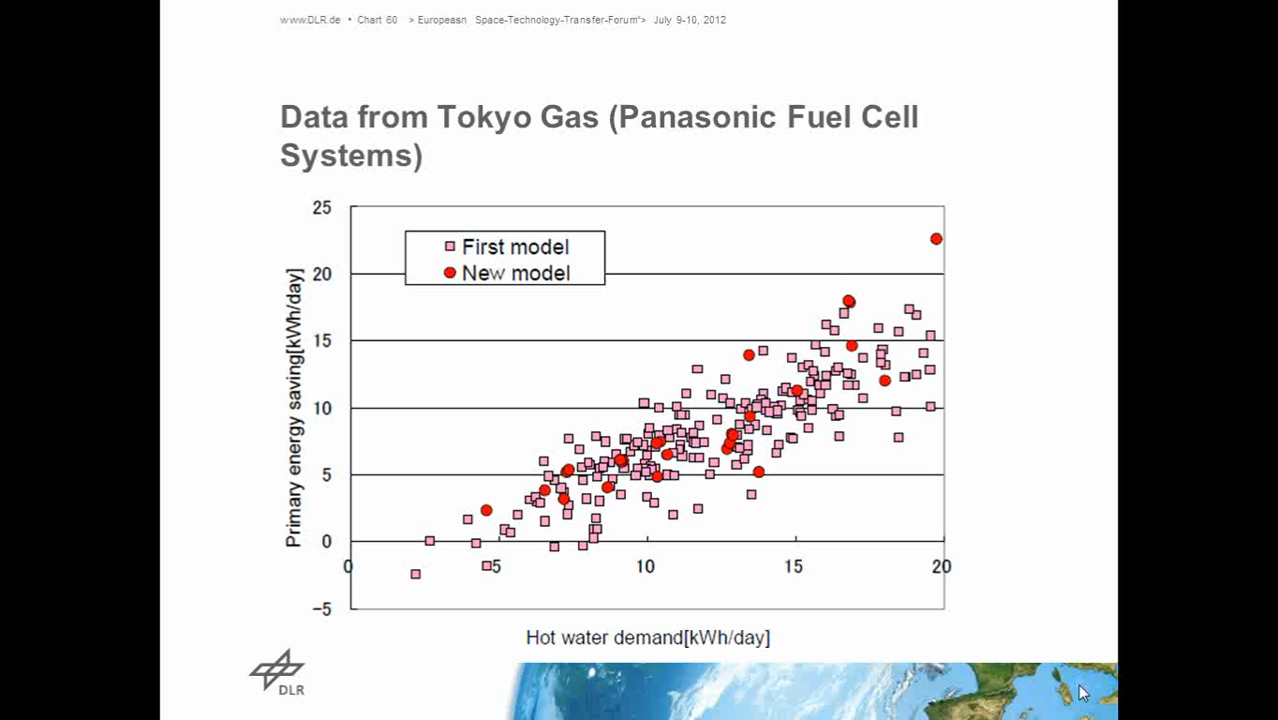 www.DLR.de • Chart 60 > Europeasn Space-Technology-Transfer-Forum"> July 9-10, 2012
Data from Tokyo Gas (Panasonic Fuel Cell
Systems)
Primary energy saving[kWh/day]
25
20
15
10
5
0
-5
First model
New model
0 5 10 15 20
Hot water demand[kWh/day]
DLR